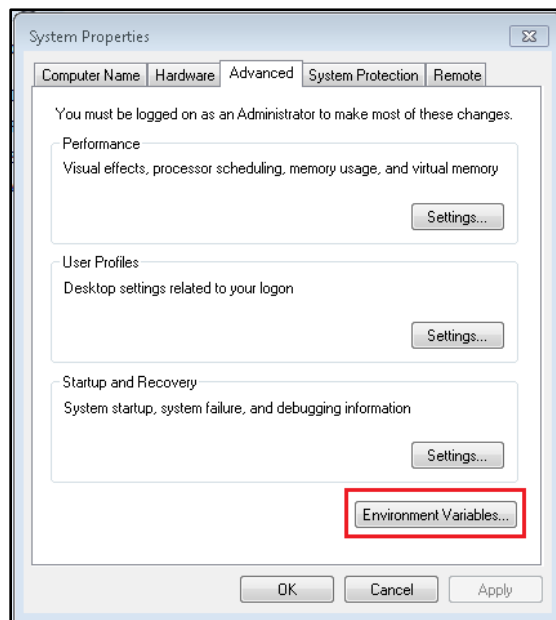 System Properties
Computer Name Hardware Advanced System Protection Remote
You must be logged on as an Administrator to make most of these changes.
Performance
Visual effects, processor scheduling, memory usage, and virtual memory
Settings...
User Profiles
Desktop settings related to your logon
Settings...
Startup and Recovery
System startup, system failure, and debugging information
Settings...
Environment Variables...
OK Cancel Apply